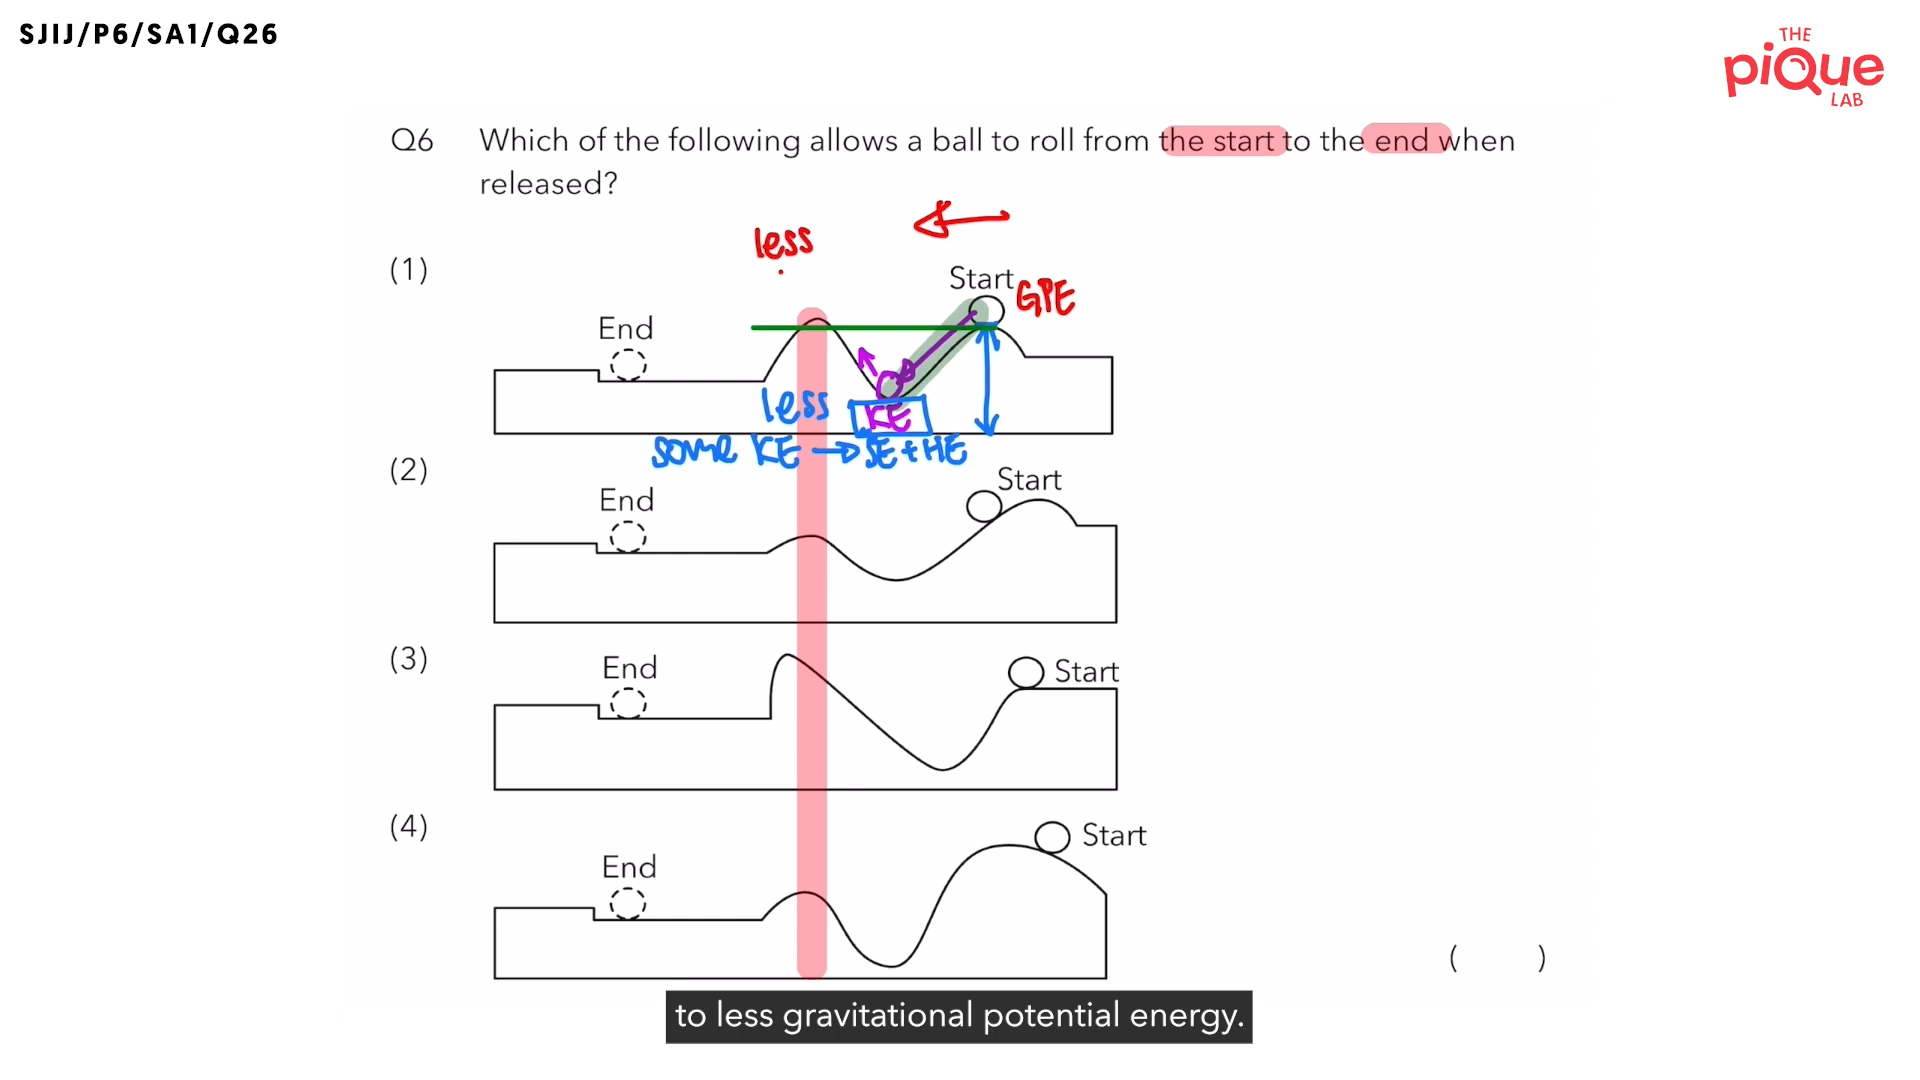 SJIJ/P6/SA1/Q26
THE
piQue
LAB
Q6 Which of the following allows a ball to roll from the start to the end when
released?
less
(1)
Start
GPE
End
less
KE
some KE → SE + HE
(2)
Start
End
(3)
End
Start
(4)
Start
End
( )
to less gravitational potential energy.